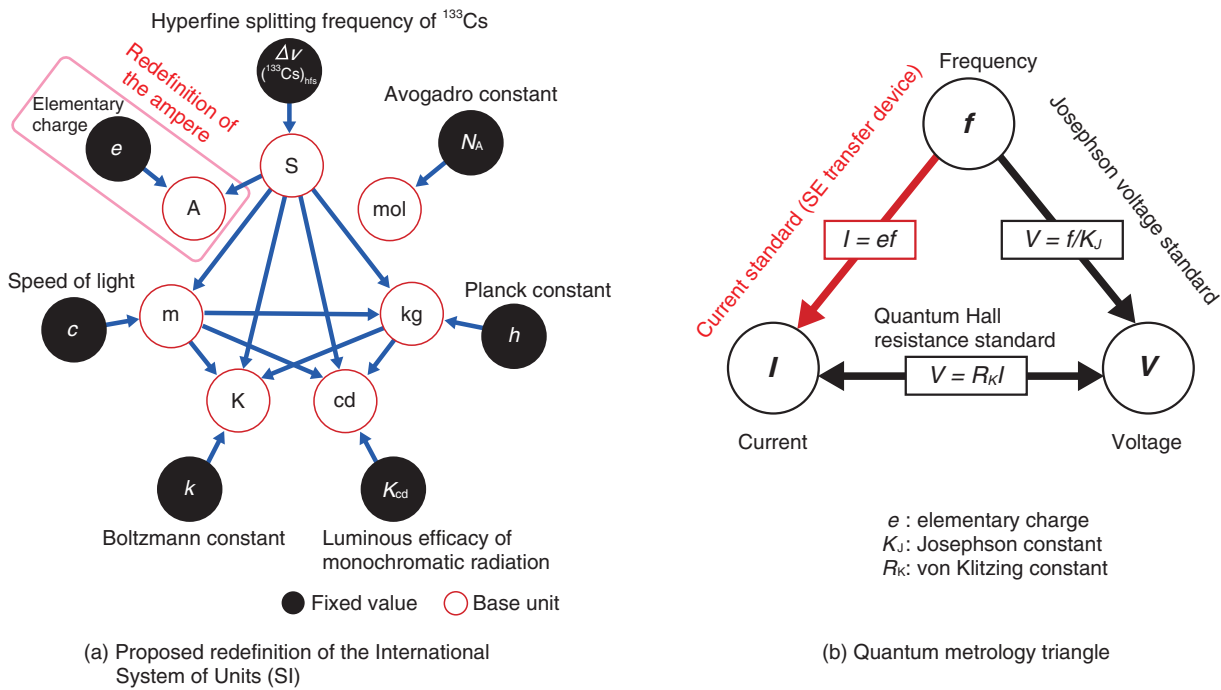 Hyperfine splitting frequency of ¹³³Cs
Δν
(¹³³Cs)hfs
Redefinition of
the ampere
Elementary
charge
e
A
S
Avogadro constant
NA
mol
Speed of light
c
m
kg
Planck constant
h
K
cd
k
Kcd
Boltzmann constant
Luminous efficacy of
monochromatic radiation
Fixed value
Base unit
(a) Proposed redefinition of the International
System of Units (SI)
Frequency
f
Current standard (SE transfer device)
Josephson voltage standard
I = ef
V = f/KJ
Quantum Hall
resistance standard
I
V = RKI
V
Current
Voltage
e : elementary charge
KJ: Josephson constant
RK: von Klitzing constant
(b) Quantum metrology triangle